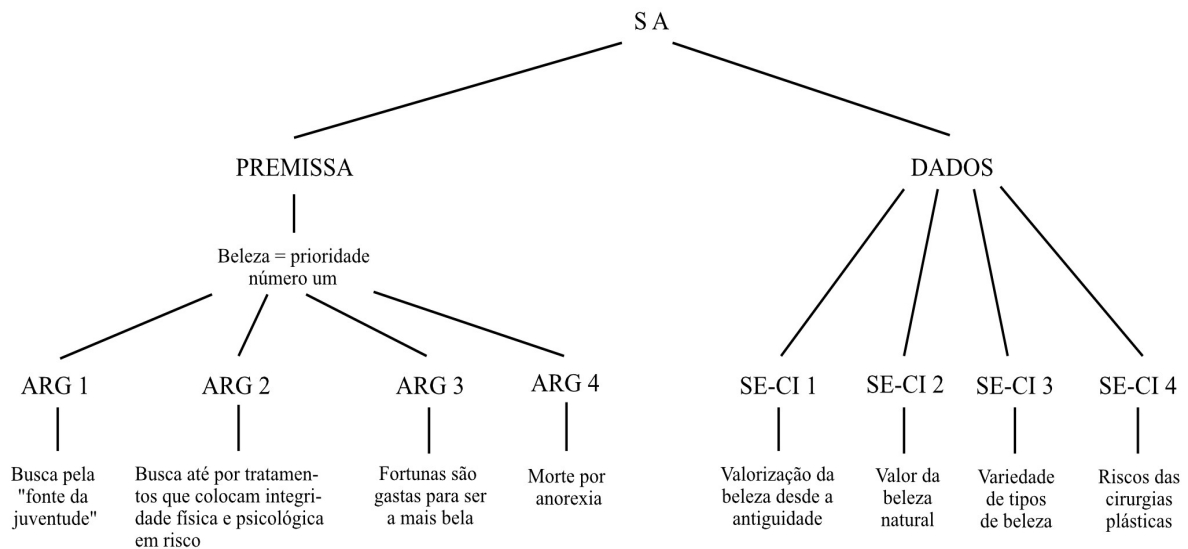 S A
PREMISSA
DADOS
Beleza = prioridade
número um
ARG 1
ARG 2
ARG 3
ARG 4
SE-CI 1
SE-CI 2
SE-CI 3
SE-CI 4
Busca pela
"fonte da
juventude"
Busca até por tratamen-
tos que colocam integri-
dade física e psicológica
em risco
Fortunas são
gastas para ser
a mais bela
Morte por
anorexia
Valorização da
beleza desde a
antiguidade
Valor da
beleza
natural
Variedade
de tipos
de beleza
Riscos das
cirurgias
plásticas